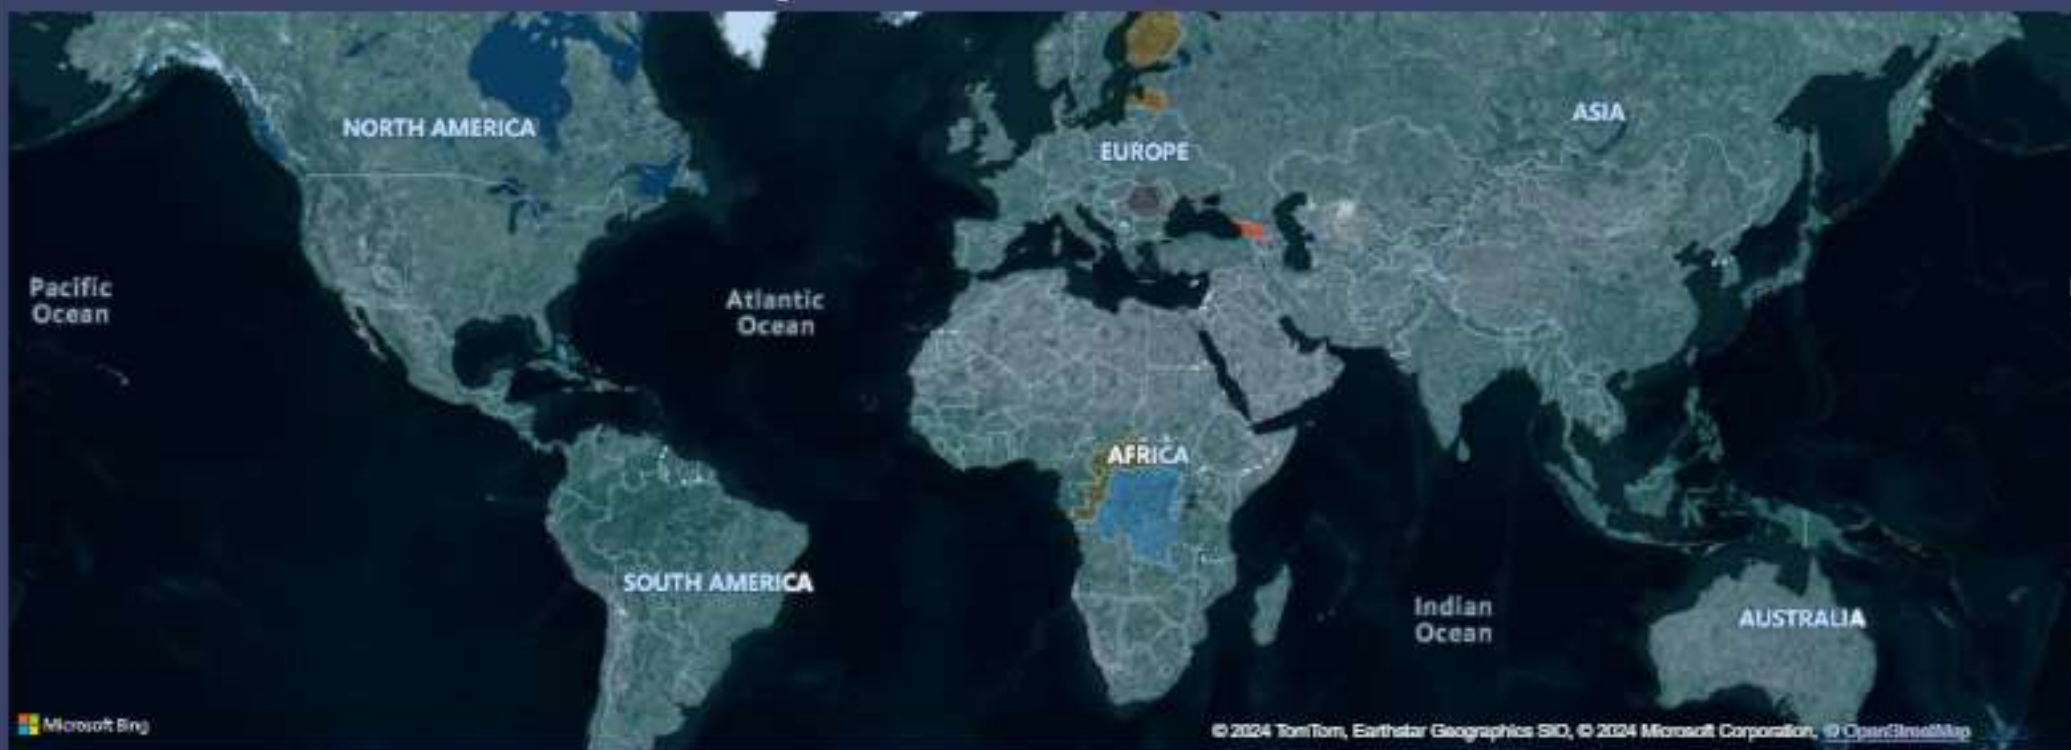 NORTH AMERICA
ASIA
EUROPE
Pacific
Ocean
Atlantic
Ocean
AFRICA
SOUTH AMERICA
Indian
Ocean
AUSTRALIA
Microsoft Bing
© 2024 TomTom, Earthstar Geographics SIO, © 2024 Microsoft Corporation, © OpenStreetMap